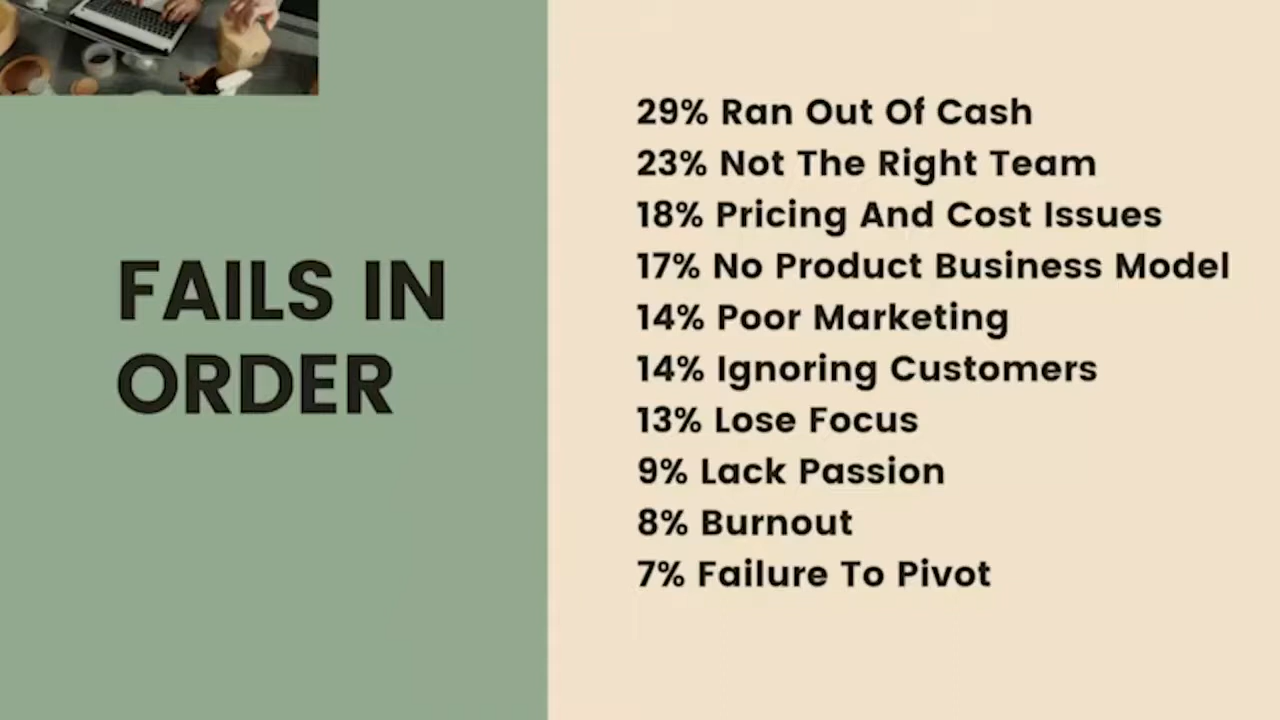 FAILS IN
ORDER
29% Ran Out Of Cash
23% Not The Right Team
18% Pricing And Cost Issues
17% No Product Business Model
14% Poor Marketing
14% Ignoring Customers
13% Lose Focus
9% Lack Passion
8% Burnout
7% Failure To Pivot